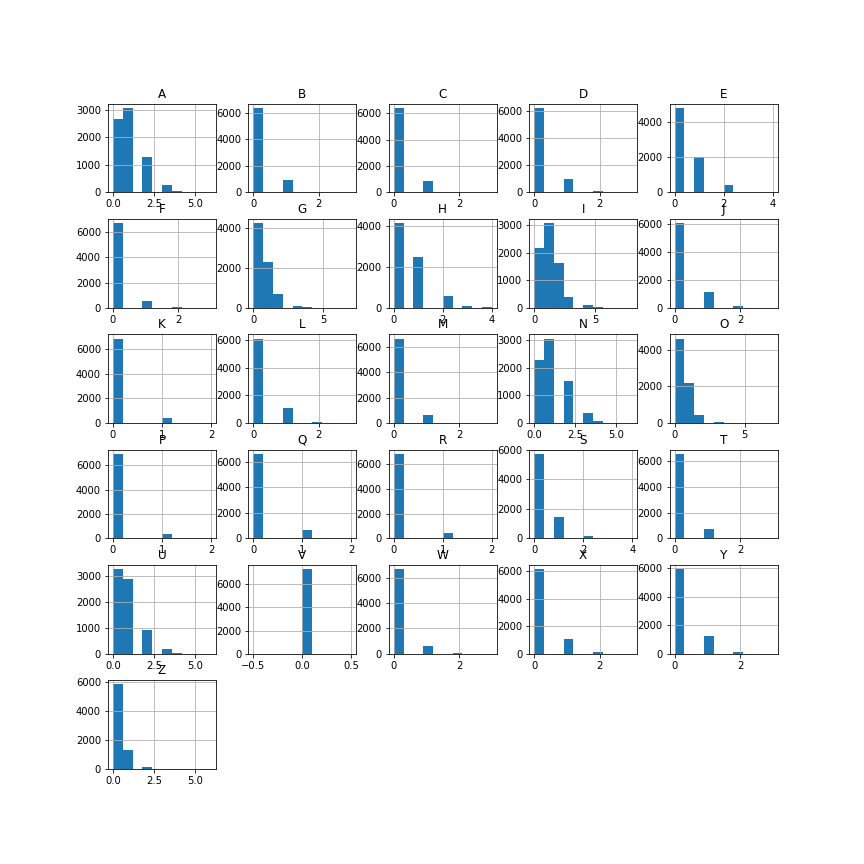 A B C D E
3000 6000 6000 6000 4000
2000 4000 4000 4000 2000
1000 2000 2000 2000
0 0 0 0 0
0.0 2.5 5.0 0 2 0 2 0 2 0 2 4
F G H I J
6000 4000 4000 3000 6000
4000 2000 2000 2000 4000
2000 1000 2000
0 0 0 0 0
0 2 0 5 0 2 4 0 5 0 2
K L M N O
6000 6000 6000 3000 4000
4000 4000 4000 2000 2000
2000 2000 2000 1000
0 0 0 0 0
0 1 2 0 2 0 2 0.0 2.5 5.0 0 5
P Q R S T
6000 6000 6000 6000 6000
4000 4000 4000 4000 4000
2000 2000 2000 2000 2000
0 0 0 0 0
0 1 2 0 1 2 0 1 2 0 2 4 0 2
U V W X Y
3000 6000 6000 6000 6000
2000 4000 4000 4000 4000
1000 2000 2000 2000 2000
0 0 0 0 0
0.0 2.5 5.0 −0.5 0.0 0.5 0 2 0 2 0 2
Z
6000
4000
2000
0
0.0 2.5 5.0